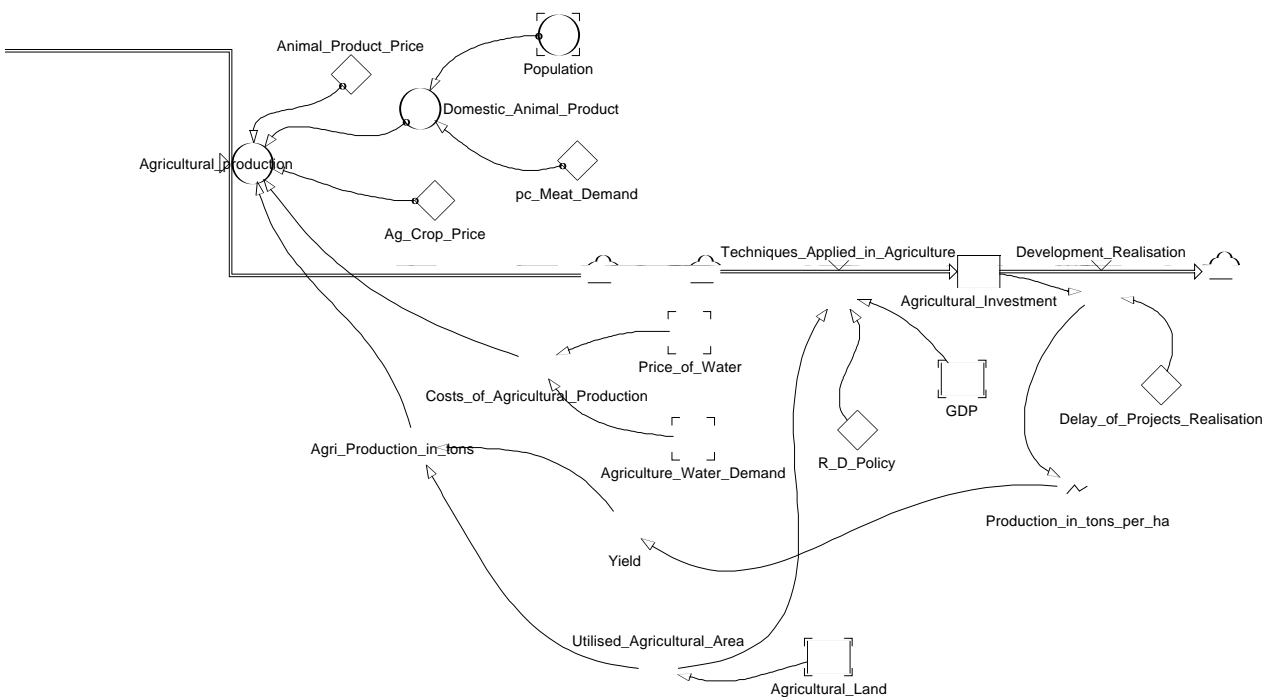 Animal_Product_Price
Population
Domestic_Animal_Product
Agricultural_production
pc_Meat_Demand
Ag_Crop_Price
Techniques_Applied_in_Agriculture
Development_Realisation
Agricultural_Investment
Price_of_Water
Costs_of_Agricultural_Production
GDP
Delay_of_Projects_Realisation
Agri_Production_in_tons
R_D_Policy
Agriculture_Water_Demand
Production_in_tons_per_ha
Yield
Utilised_Agricultural_Area
Agricultural_Land